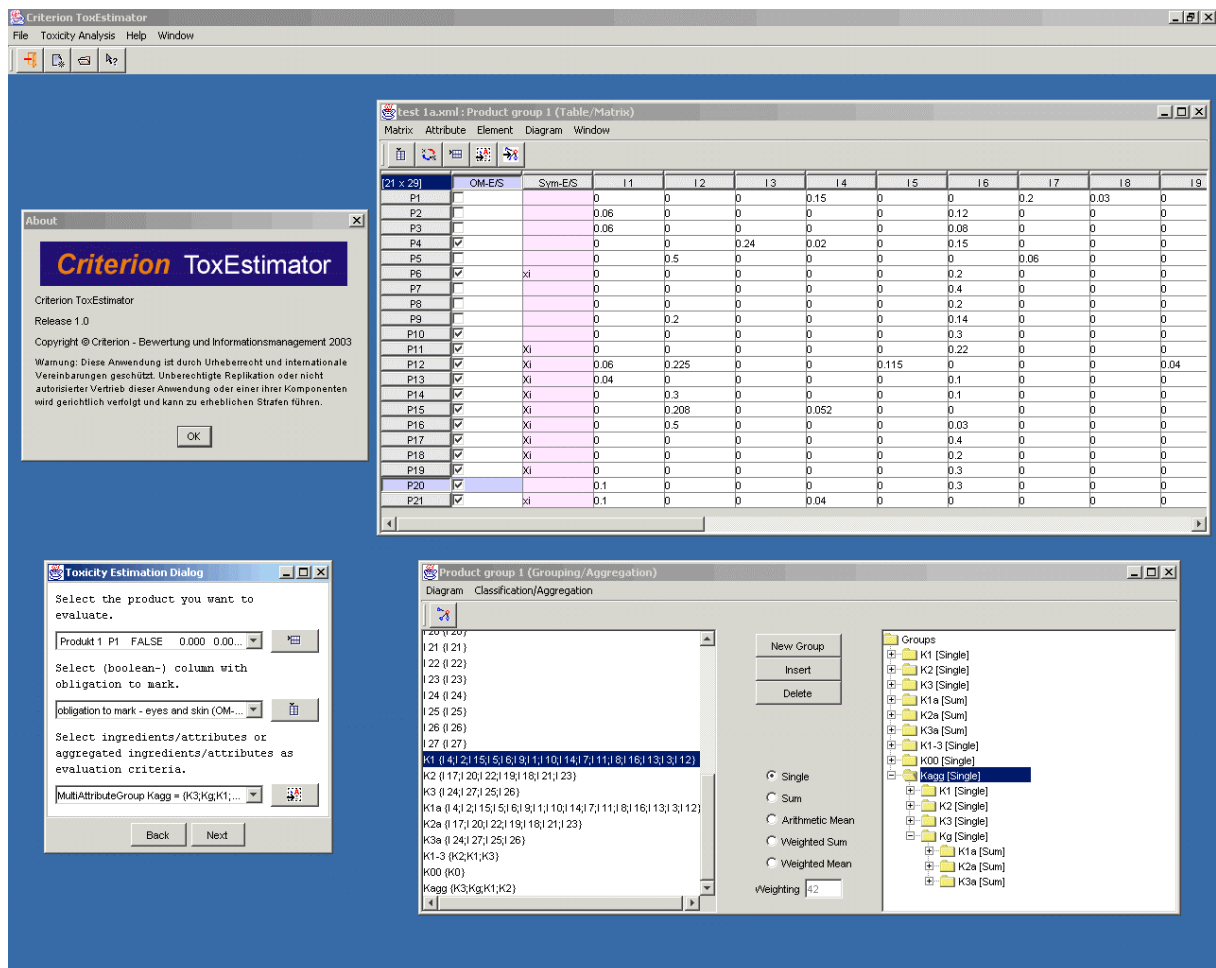 Criterion ToxEstimator
File Toxicity Analysis Help Window
test 1a.xml : Product group 1 (Table/Matrix)
Matrix Attribute Element Diagram Window
[21 x 29] OM-E/S Sym-E/S I 1 I 2 I 3 I 4 I 5 I 6 I 7 I 8 I 9
P1 0 0 0 0.15 0 0 0.2 0.03 0
P2 0.06 0 0 0 0 0.12 0 0 0
P3 0.06 0 0 0 0 0.08 0 0 0
P4 0 0 0.24 0.02 0 0.15 0 0 0
P5 0 0.5 0 0 0 0 0.06 0 0
P6 xi 0 0 0 0 0 0.2 0 0 0
P7 0 0 0 0 0 0.4 0 0 0
P8 0 0 0 0 0 0.2 0 0 0
P9 0 0.2 0 0 0 0.14 0 0 0
P10 0 0 0 0 0 0.3 0 0 0
P11 Xi 0 0 0 0 0 0.22 0 0 0
P12 Xi 0.06 0.225 0 0 0.115 0 0 0 0.04
P13 Xi 0.04 0 0 0 0 0.1 0 0 0
P14 Xi 0 0.3 0 0 0 0.1 0 0 0
P15 Xi 0 0.208 0 0.052 0 0 0 0 0
P16 Xi 0 0.5 0 0 0 0.03 0 0 0
P17 Xi 0 0 0 0 0 0.4 0 0 0
P18 Xi 0 0 0 0 0 0.2 0 0 0
P19 Xi 0 0 0 0 0 0.3 0 0 0
P20 0.1 0 0 0 0 0.3 0 0 0
P21 xi 0.1 0 0 0.04 0 0 0 0 0
About
Criterion ToxEstimator
Criterion ToxEstimator
Release 1.0
Copyright © Criterion - Bewertung und Informationsmanagement 2003
Warnung: Diese Anwendung ist durch Urheberrecht und internationale
Vereinbarungen geschützt. Unberechtigte Replikation oder nicht
autorisierter Vertrieb dieser Anwendung oder einer ihrer Komponenten
wird gerichtlich verfolgt und kann zu erheblichen Strafen führen.
OK
Toxicity Estimation Dialog
Select the product you want to
evaluate.
Produkt 1 P1 FALSE 0.000 0.00...
Select (boolean-) column with
obligation to mark.
obligation to mark - eyes and skin (OM-...
Select ingredients/attributes or
aggregated ingredients/attributes as
evaluation criteria.
MultiAttributeGroup Kagg = {K3;Kg;K1;...
Back Next
Product group 1 (Grouping/Aggregation)
Diagram Classification/Aggregation
I 20 {I 20}
I 21 {I 21}
I 22 {I 22}
I 23 {I 23}
I 24 {I 24}
I 25 {I 25}
I 26 {I 26}
I 27 {I 27}
K1 {I 4;I 2;I 15;I 5;I 6;I 9;I 1;I 10;I 14;I 7;I 11;I 8;I 16;I 13;I 3;I 12}
K2 {I 17;I 20;I 22;I 19;I 18;I 21;I 23}
K3 {I 24;I 27;I 25;I 26}
K1a {I 4;I 2;I 15;I 5;I 6;I 9;I 1;I 10;I 14;I 7;I 11;I 8;I 16;I 13;I 3;I 12}
K2a {I 17;I 20;I 22;I 19;I 18;I 21;I 23}
K3a {I 24;I 27;I 25;I 26}
K1-3 {K2;K1;K3}
K00 {K0}
Kagg {K3;Kg;K1;K2}
New Group
Insert
Delete
Single
Sum
Arithmetic Mean
Weighted Sum
Weighted Mean
Weighting 42
Groups
K1 [Single]
K2 [Single]
K3 [Single]
K1a [Sum]
K2a [Sum]
K3a [Sum]
K1-3 [Single]
K00 [Single]
Kagg [Single]
K1 [Single]
K2 [Single]
K3 [Single]
Kg [Single]
K1a [Sum]
K2a [Sum]
K3a [Sum]